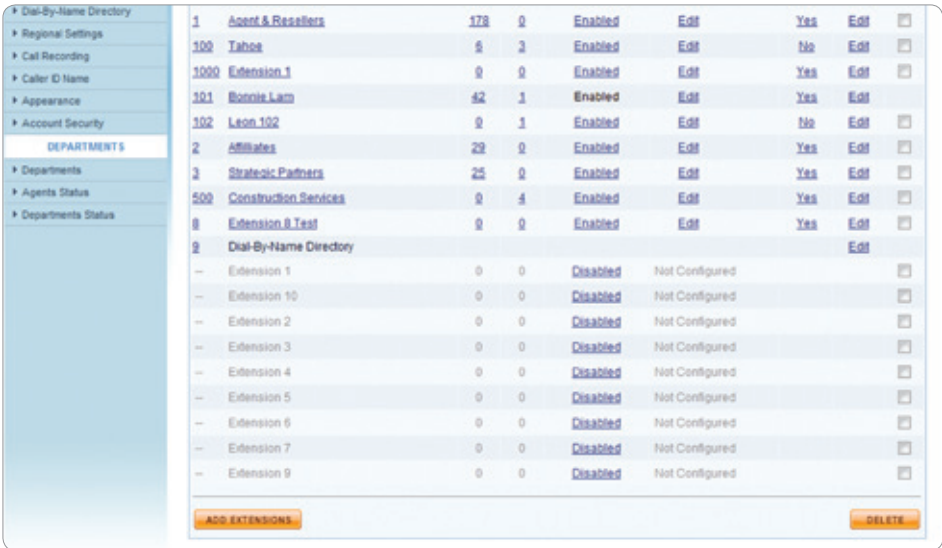 Dial-By-Name Directory
Regional Settings
Call Recording
Caller ID Name
Appearance
Account Security
DEPARTMENTS
Departments
Agents Status
Departments Status
1 Agent & Resellers 178 0 Enabled Edit Yes Edit
100 Tahoe 6 3 Enabled Edit No Edit
1000 Extension 1 0 0 Enabled Edit Yes Edit
101 Bonnie Lam 42 1 Enabled Edit Yes Edit
102 Leon 102 0 1 Enabled Edit No Edit
2 Affiliates 29 0 Enabled Edit Yes Edit
3 Strategic Partners 25 0 Enabled Edit Yes Edit
500 Construction Services 0 4 Enabled Edit Yes Edit
8 Extension 8 Test 0 0 Enabled Edit Yes Edit
9 Dial-By-Name Directory Edit
-- Extension 1 0 0 Disabled Not Configured
-- Extension 10 0 0 Disabled Not Configured
-- Extension 2 0 0 Disabled Not Configured
-- Extension 3 0 0 Disabled Not Configured
-- Extension 4 0 0 Disabled Not Configured
-- Extension 5 0 0 Disabled Not Configured
-- Extension 6 0 0 Disabled Not Configured
-- Extension 7 0 0 Disabled Not Configured
-- Extension 9 0 0 Disabled Not Configured
ADD EXTENSIONS DELETE